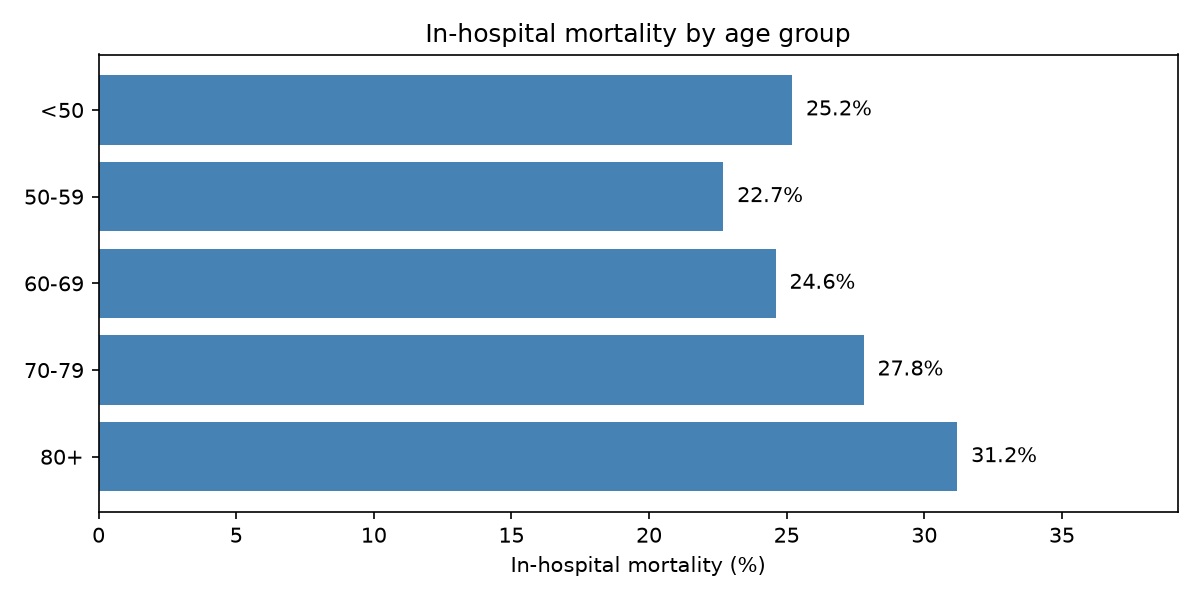 In-hospital mortality by age group
<50 25.2%
50-59 22.7%
60-69 24.6%
70-79 27.8%
80+ 31.2%
0 5 10 15 20 25 30 35
In-hospital mortality (%)